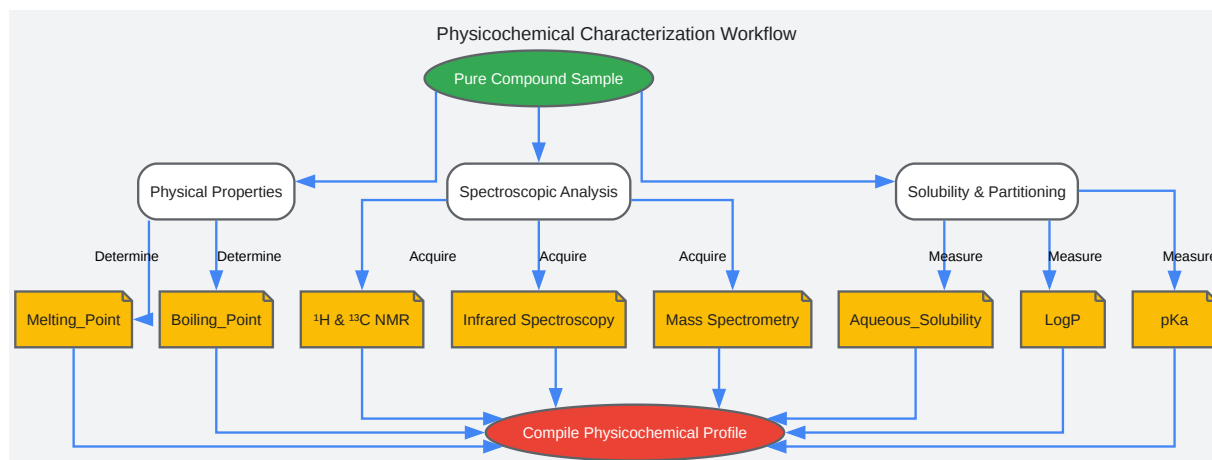 Physicochemical Characterization Workflow
Pure Compound Sample
Physical Properties
Spectroscopic Analysis
Solubility & Partitioning
Determine
Determine
Acquire
Acquire
Acquire
Measure
Measure
Measure
Melting_Point
Boiling_Point
¹H & ¹³C NMR
Infrared Spectroscopy
Mass Spectrometry
Aqueous_Solubility
LogP
pKa
Compile Physicochemical Profile